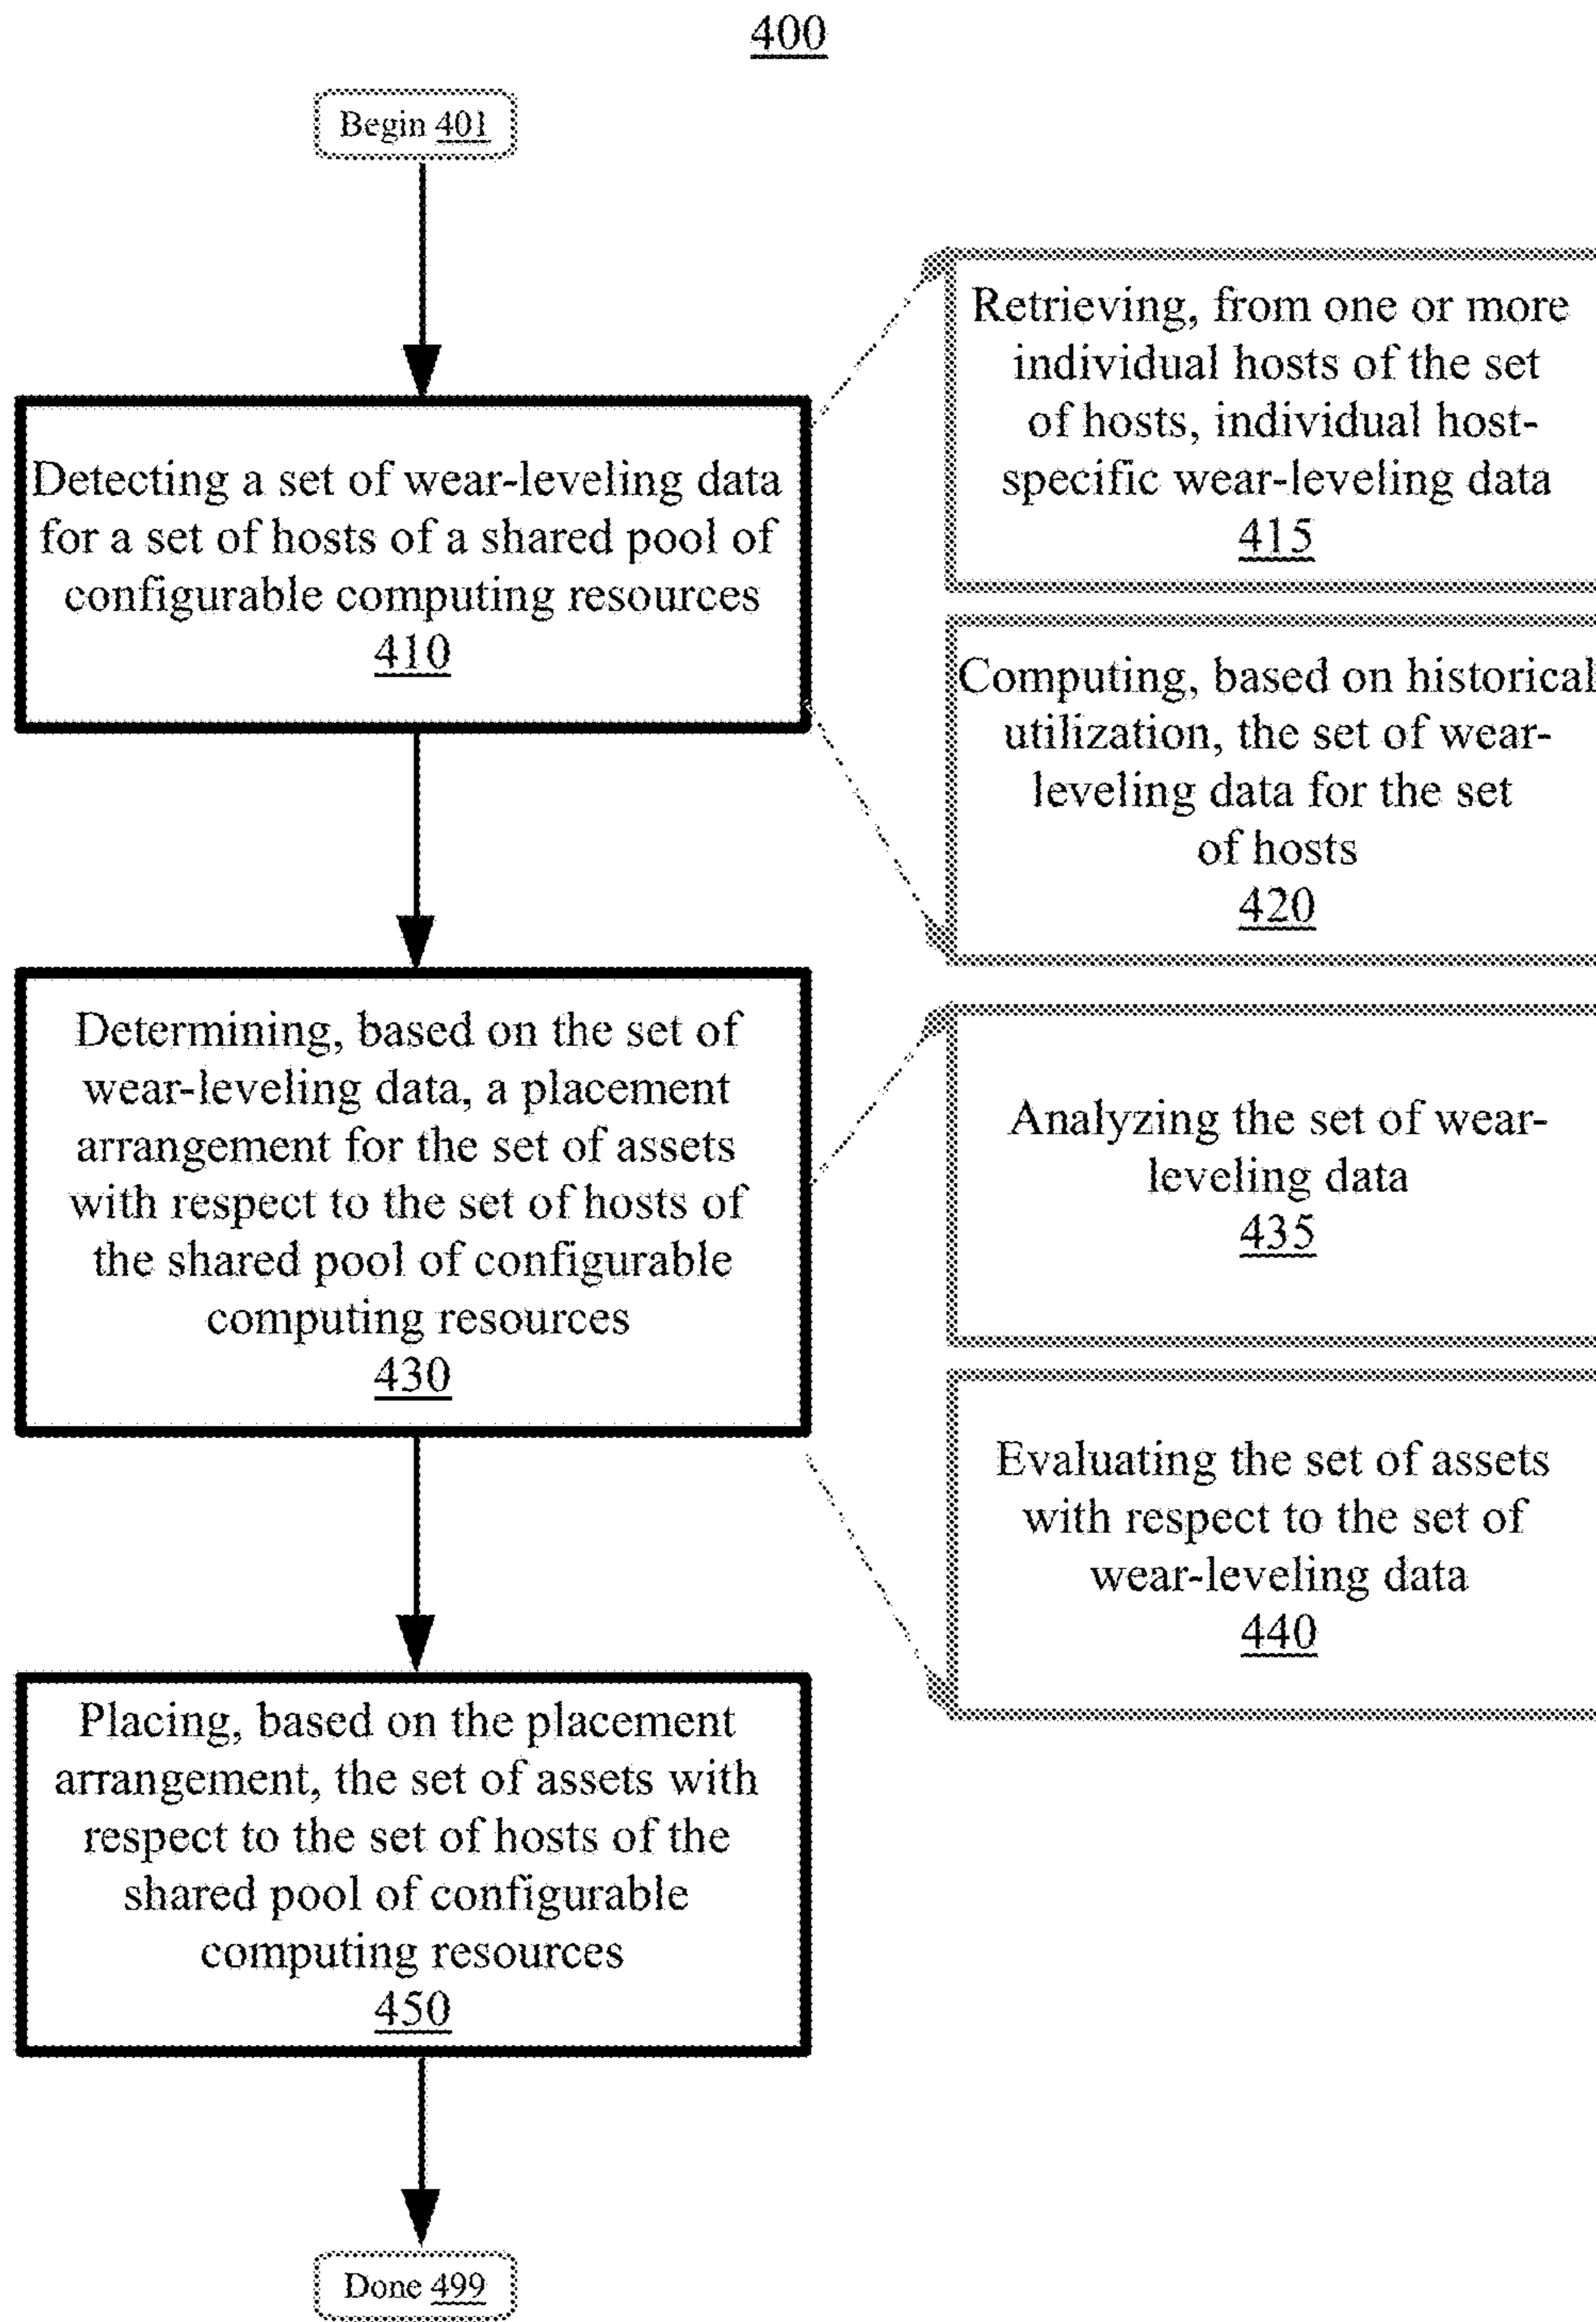 400
Begin 401
Detecting a set of wear-leveling data
for a set of hosts of a shared pool of
configurable computing resources
410
Retrieving, from one or more
individual hosts of the set
of hosts, individual host-
specific wear-leveling data
415
Computing, based on historical
utilization, the set of wear-
leveling data for the set
of hosts
420
Determining, based on the set of
wear-leveling data, a placement
arrangement for the set of assets
with respect to the set of hosts of
the shared pool of configurable
computing resources
430
Analyzing the set of wear-
leveling data
435
Evaluating the set of assets
with respect to the set of
wear-leveling data
440
Placing, based on the placement
arrangement, the set of assets with
respect to the set of hosts of the
shared pool of configurable
computing resources
450
Done 499